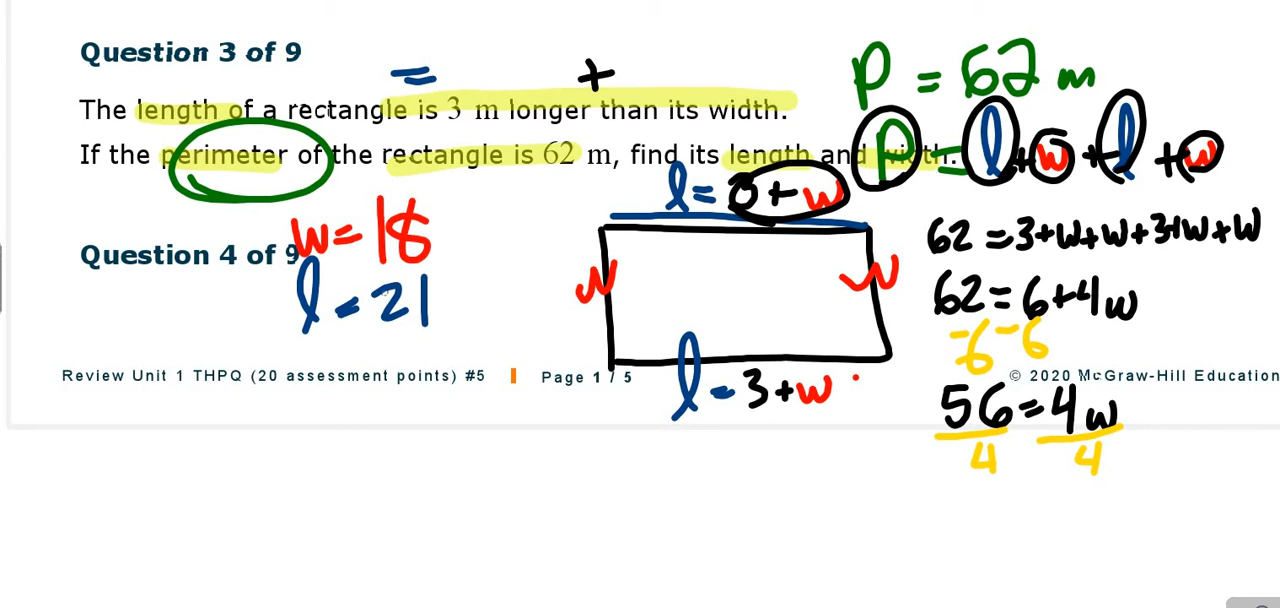 Question 3 of 9
= +
The length of a rectangle is 3 m longer than its width.
If the perimeter of the rectangle is 62 m, find its length and width.
P = 62 m
P = l + w + l + w
l = 3 + w
w = 18
Question 4 of 9
l = 21
w w
62 = 3+w+w+3+w+w
62 = 6+4w
-6 -6
l = 3+w
56 = 4w
4 4
Review Unit 1 THPQ (20 assessment points) #5 Page 1 / 5 © 2020 McGraw-Hill Education